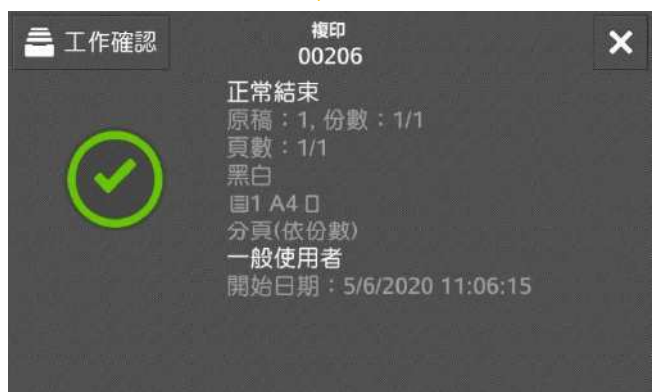 工作確認
複印
00206
正常結束
原稿：1, 份數：1/1
頁數：1/1
黑白
1 A4
分頁(依份數)
一般使用者
開始日期：5/6/2020 11:06:15